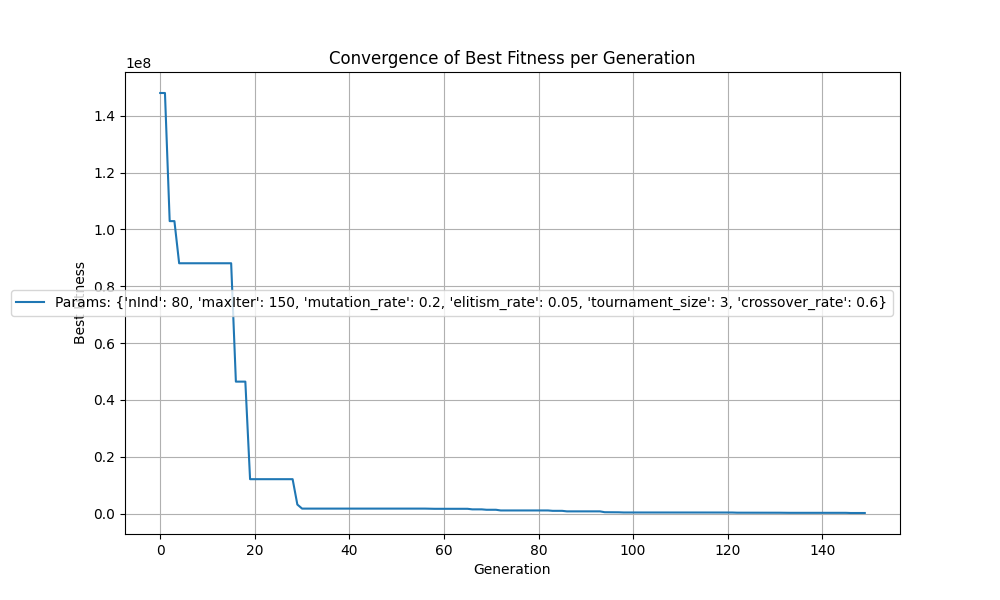 Convergence of Best Fitness per Generation
1e8
1.4
1.2
1.0
0.8
Best Fitness
Params: {'nInd': 80, 'maxIter': 150, 'mutation_rate': 0.2, 'elitism_rate': 0.05, 'tournament_size': 3, 'crossover_rate': 0.6}
0.6
0.4
0.2
0.0
0 20 40 60 80 100 120 140
Generation